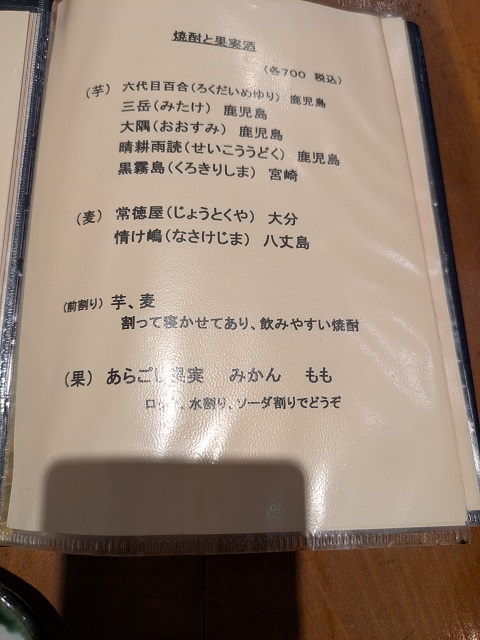 焼酎と果実酒
（各700 税込）
（芋） 六代目百合（ろくだいめゆり） 鹿児島
三岳（みたけ） 鹿児島
大隅（おおすみ） 鹿児島
晴耕雨読（せいこううどく） 鹿児島
黒霧島（くろきりしま） 宮崎
（麦） 常徳屋（じょうとくや） 大分
情け嶋（なさけじま） 八丈島
（前割り） 芋、麦
割って寝かせてあり、飲みやすい焼酎
（果） あらごし果実 みかん もも
ロック、水割り、ソーダ割りでどうぞ